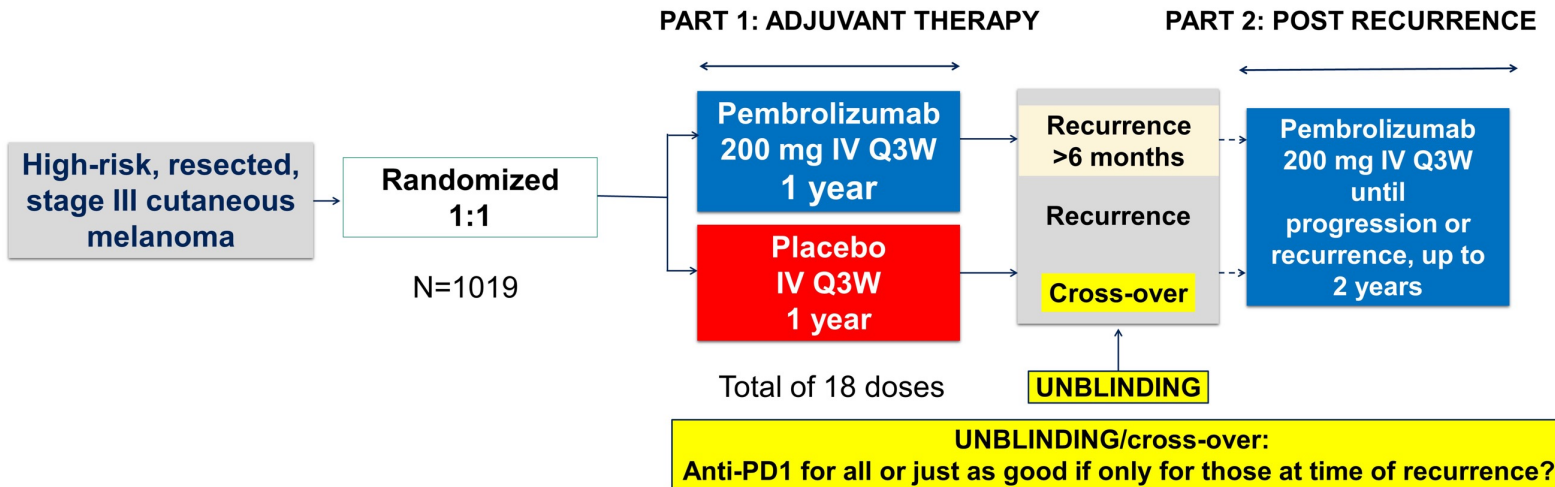 PART 1: ADJUVANT THERAPY
PART 2: POST RECURRENCE
High-risk, resected,
stage III cutaneous
melanoma
Randomized
1:1
N=1019
Pembrolizumab
200 mg IV Q3W
1 year
Placebo
IV Q3W
1 year
Total of 18 doses
Recurrence
>6 months
Recurrence
Cross-over
UNBLINDING
Pembrolizumab
200 mg IV Q3W
until
progression or
recurrence, up to
2 years
UNBLINDING/cross-over:
Anti-PD1 for all or just as good if only for those at time of recurrence?